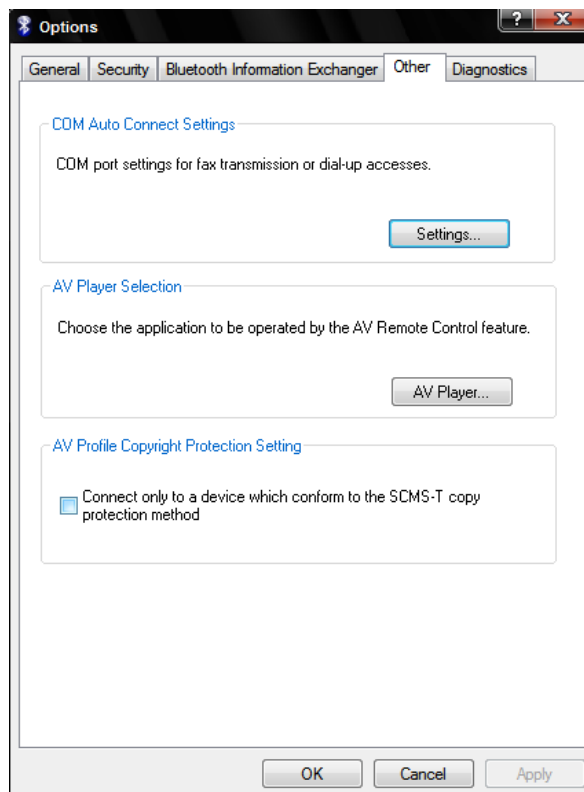 Options
?
X
General
Security
Bluetooth Information Exchanger
Other
Diagnostics
COM Auto Connect Settings
COM port settings for fax transmission or dial-up accesses.
Settings...
AV Player Selection
Choose the application to be operated by the AV Remote Control feature.
AV Player...
AV Profile Copyright Protection Setting
Connect only to a device which conform to the SCMS-T copy
protection method
OK
Cancel
Apply